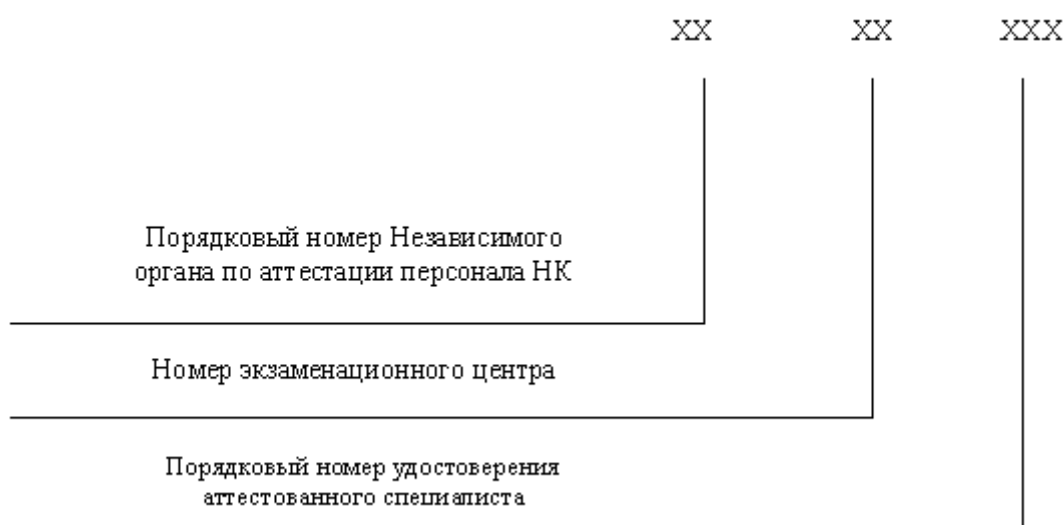 XX XX XXX
Порядковый номер Независимого
органа по аттестации персонала НК
Номер экзаменационного центра
Порядковый номер удостоверения
аттестованного специалиста